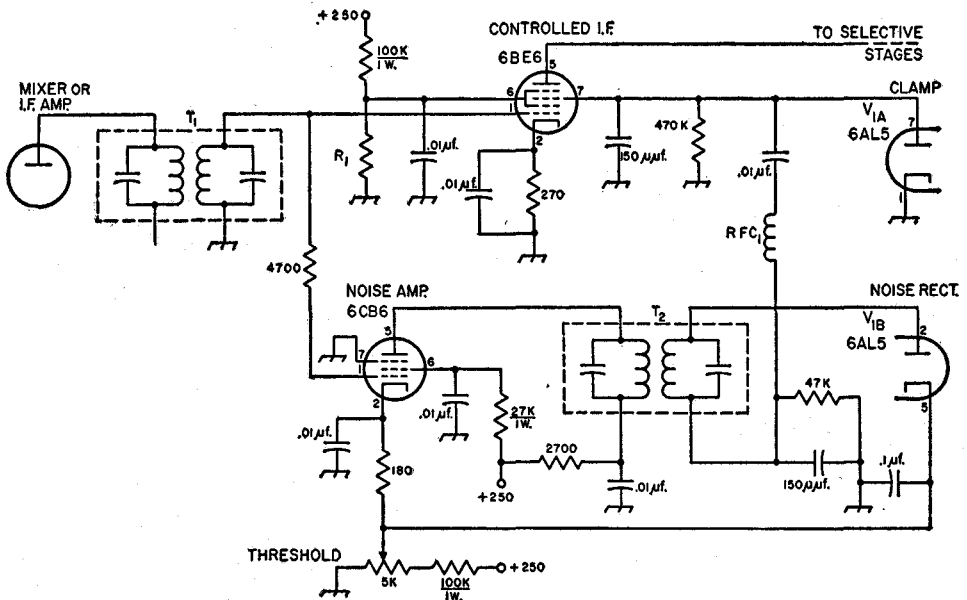 +250
100K
1W.
CONTROLLED I.F.
6BE6
5
6
1
7
2
TO SELECTIVE
STAGES
MIXER OR
I.F. AMP.
T1
R1
.01µf.
.01µf.
270
150µµf.
470K
.01µf.
RFC1
CLAMP
V1A
6AL5
7
1
4700
NOISE AMP.
6CB6
5
7
1
6
2
.01µf.
.01µf.
180
27K
1W.
+250
2700
.01µf.
T2
NOISE RECT.
V1B
6AL5
2
5
47K
150µµf.
.1µf.
THRESHOLD
5K
100K
1W.
+250